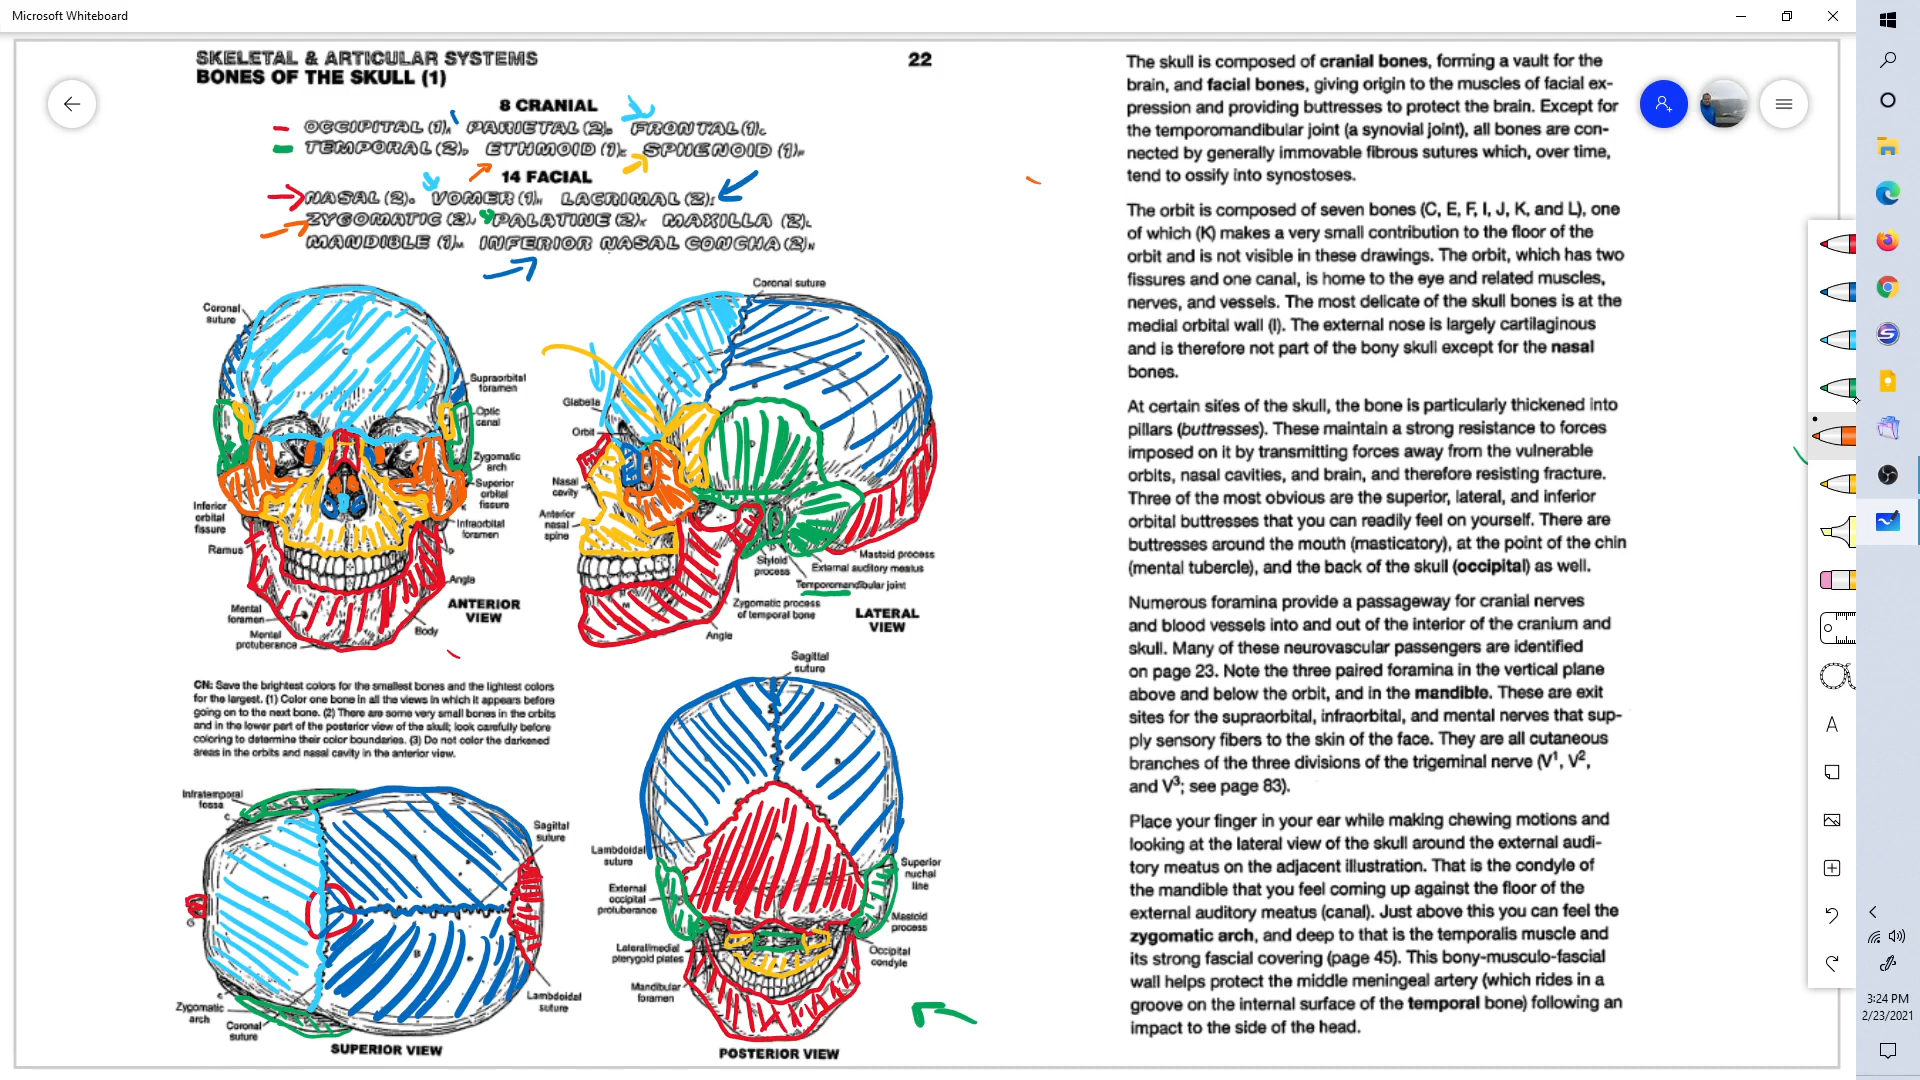 Microsoft Whiteboard
SKELETAL & ARTICULAR SYSTEMS
BONES OF THE SKULL (1)
22
8 CRANIAL
OCCIPITAL (1)A PARIETAL (2)B FRONTAL (1)C
TEMPORAL (2)D ETHMOID (1)E SPHENOID (1)F
14 FACIAL
NASAL (2)G VOMER (1)H LACRIMAL (2)I
ZYGOMATIC (2)J PALATINE (2)K MAXILLA (2)L
MANDIBLE (1)M INFERIOR NASAL CONCHA (2)N
Coronal
suture
Supraorbital
foramen
Optic
canal
Zygomatic
arch
Superior
orbital
fissure
Infraorbital
foramen
Inferior
orbital
fissure
Ramus
Angle
Mental
foramen
Mental
protuberance
Body
ANTERIOR
VIEW
Coronal suture
Glabella
Orbit
Nasal
cavity
Anterior
nasal
spine
Mastoid process
External auditory meatus
Styloid
process
Temporomandibular joint
Zygomatic process
of temporal bone
Angle
LATERAL
VIEW
CN: Save the brightest colors for the smallest bones and the lightest colors
for the largest. (1) Color one bone in all the views in which it appears before
going on to the next bone. (2) There are some very small bones in the orbits
and in the lower part of the posterior view of the skull; look carefully before
coloring to determine their color boundaries. (3) Do not color the darkened
areas in the orbits and nasal cavity in the anterior view.
Infratemporal
fossa
Sagittal
suture
Zygomatic
arch
Coronal
suture
Lambdoidal
suture
SUPERIOR VIEW
Sagittal
suture
Lambdoidal
suture
External
occipital
protuberance
Lateral/medial
pterygoid plates
Mandibular
foramen
Superior
nuchal
line
Mastoid
process
Occipital
condyle
POSTERIOR VIEW
The skull is composed of cranial bones, forming a vault for the
brain, and facial bones, giving origin to the muscles of facial ex-
pression and providing buttresses to protect the brain. Except for
the temporomandibular joint (a synovial joint), all bones are con-
nected by generally immovable fibrous sutures which, over time,
tend to ossify into synostoses.
The orbit is composed of seven bones (C, E, F, I, J, K, and L), one
of which (K) makes a very small contribution to the floor of the
orbit and is not visible in these drawings. The orbit, which has two
fissures and one canal, is home to the eye and related muscles,
nerves, and vessels. The most delicate of the skull bones is at the
medial orbital wall (I). The external nose is largely cartilaginous
and is therefore not part of the bony skull except for the nasal
bones.
At certain sites of the skull, the bone is particularly thickened into
pillars (buttresses). These maintain a strong resistance to forces
imposed on it by transmitting forces away from the vulnerable
orbits, nasal cavities, and brain, and therefore resisting fracture.
Three of the most obvious are the superior, lateral, and inferior
orbital buttresses that you can readily feel on yourself. There are
buttresses around the mouth (masticatory), at the point of the chin
(mental tubercle), and the back of the skull (occipital) as well.
Numerous foramina provide a passageway for cranial nerves
and blood vessels into and out of the interior of the cranium and
skull. Many of these neurovascular passengers are identified
on page 23. Note the three paired foramina in the vertical plane
above and below the orbit, and in the mandible. These are exit
sites for the supraorbital, infraorbital, and mental nerves that sup-
ply sensory fibers to the skin of the face. They are all cutaneous
branches of the three divisions of the trigeminal nerve (V1, V2,
and V3; see page 83).
Place your finger in your ear while making chewing motions and
looking at the lateral view of the skull around the external audi-
tory meatus on the adjacent illustration. That is the condyle of
the mandible that you feel coming up against the floor of the
external auditory meatus (canal). Just above this you can feel the
zygomatic arch, and deep to that is the temporalis muscle and
its strong fascial covering (page 45). This bony-musculo-fascial
wall helps protect the middle meningeal artery (which rides in a
groove on the internal surface of the temporal bone) following an
impact to the side of the head.
3:24 PM
2/23/2021